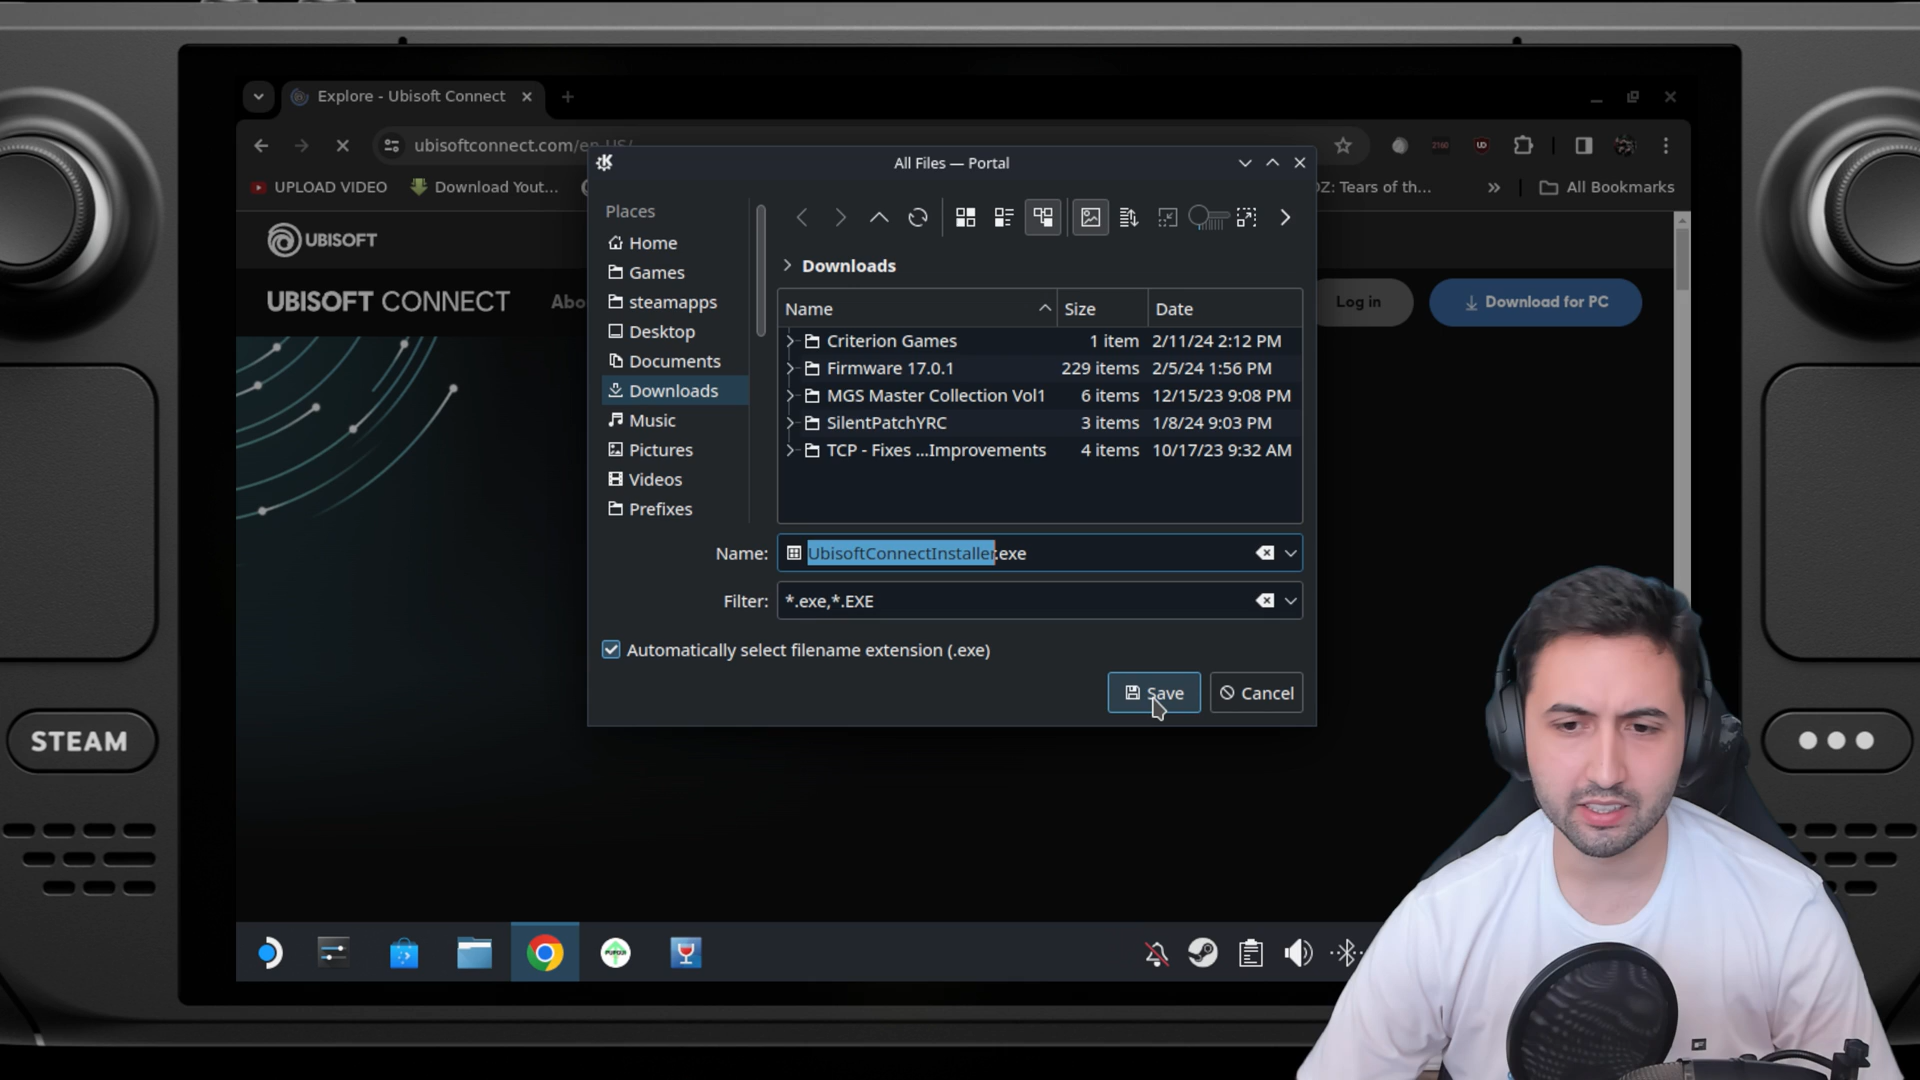 Explore - Ubisoft Connect
ubisoftconnect.com/en-US/
All Files — Portal
UPLOAD VIDEO
Download Yout...
OZ: Tears of th...
All Bookmarks
UBISOFT
UBISOFT CONNECT
Abo
Log in
Download for PC
Places
Home
Games
steamapps
Desktop
Documents
Downloads
Music
Pictures
Videos
Prefixes
Downloads
Name Size Date
Criterion Games 1 item 2/11/24 2:12 PM
Firmware 17.0.1 229 items 2/5/24 1:56 PM
MGS Master Collection Vol1 6 items 12/15/23 9:08 PM
SilentPatchYRC 3 items 1/8/24 9:03 PM
TCP - Fixes ...Improvements 4 items 10/17/23 9:32 AM
Name: UbisoftConnectInstaller.exe
Filter: *.exe,*.EXE
Automatically select filename extension (.exe)
Save
Cancel
STEAM